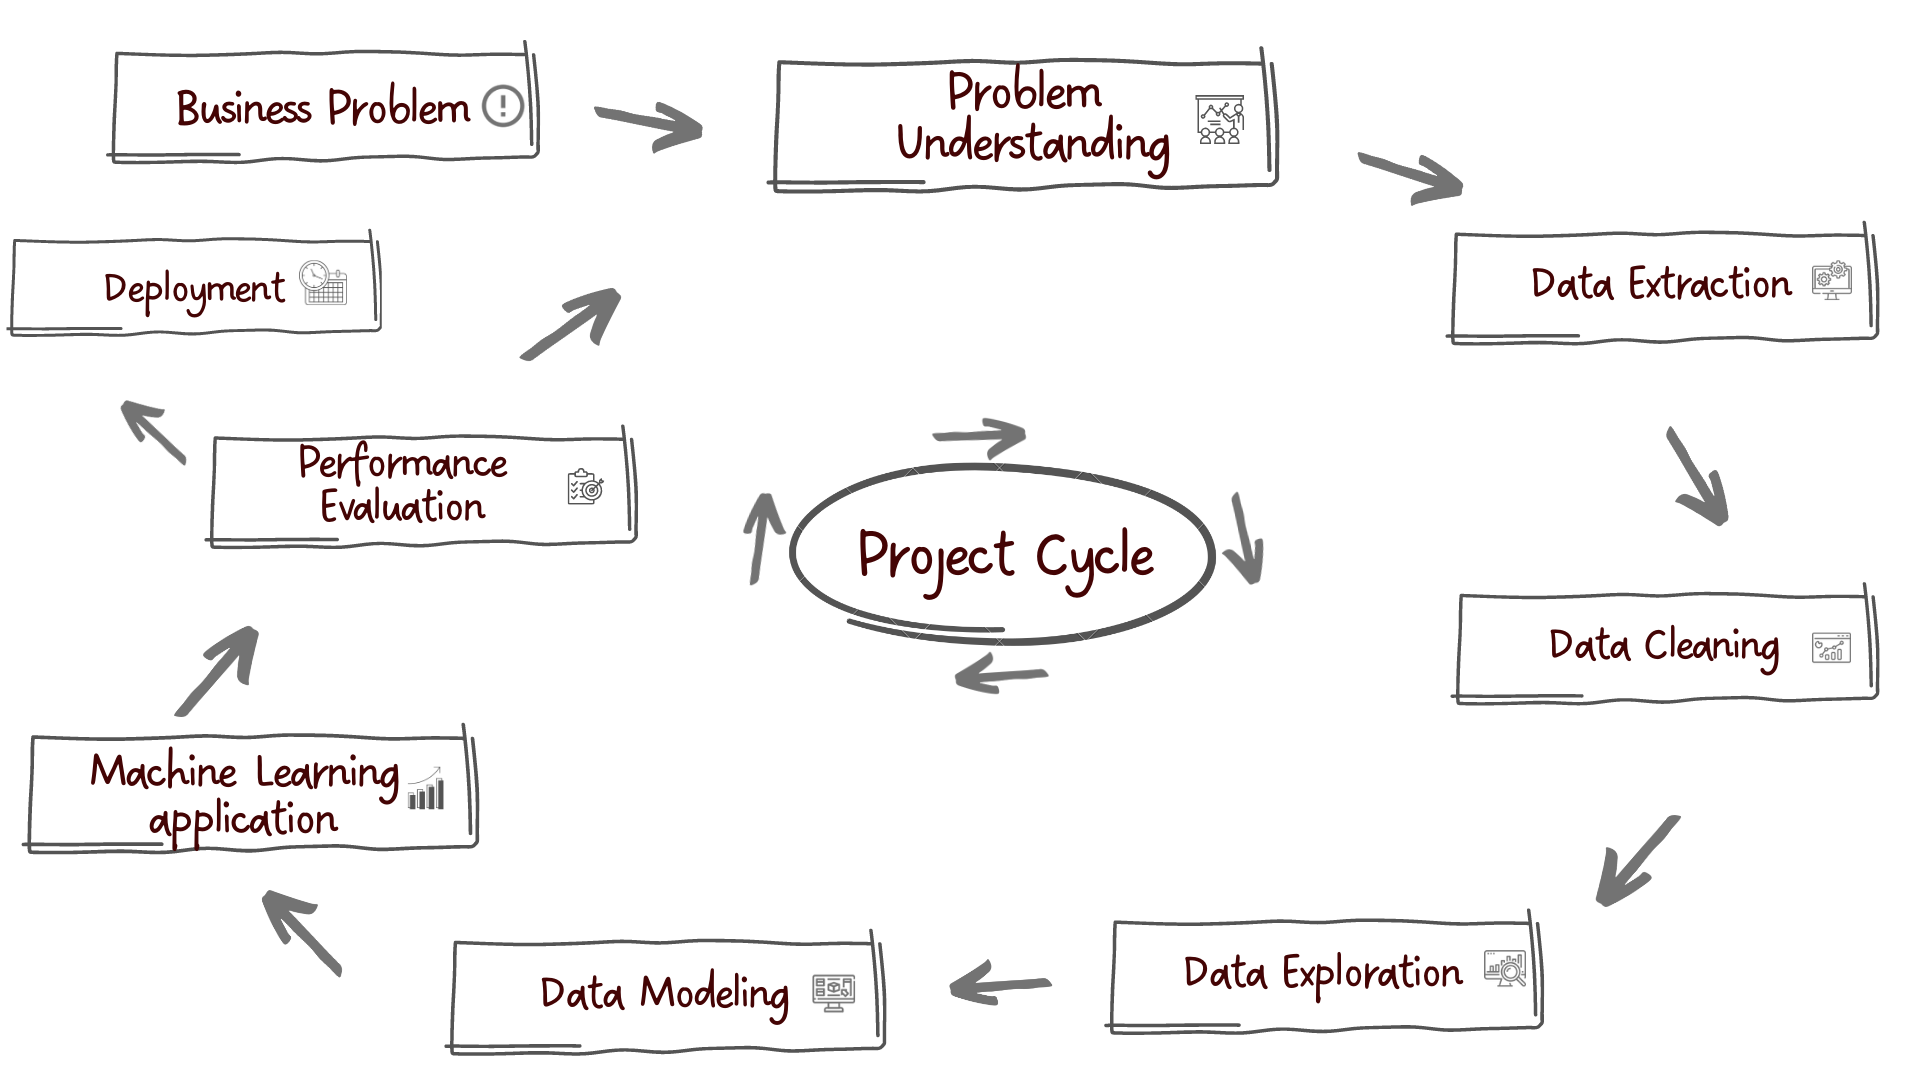 Business Problem
Problem
Understanding
Data Extraction
Data Cleaning
Data Exploration
Data Modeling
Machine Learning
application
Performance
Evaluation
Deployment
Project Cycle